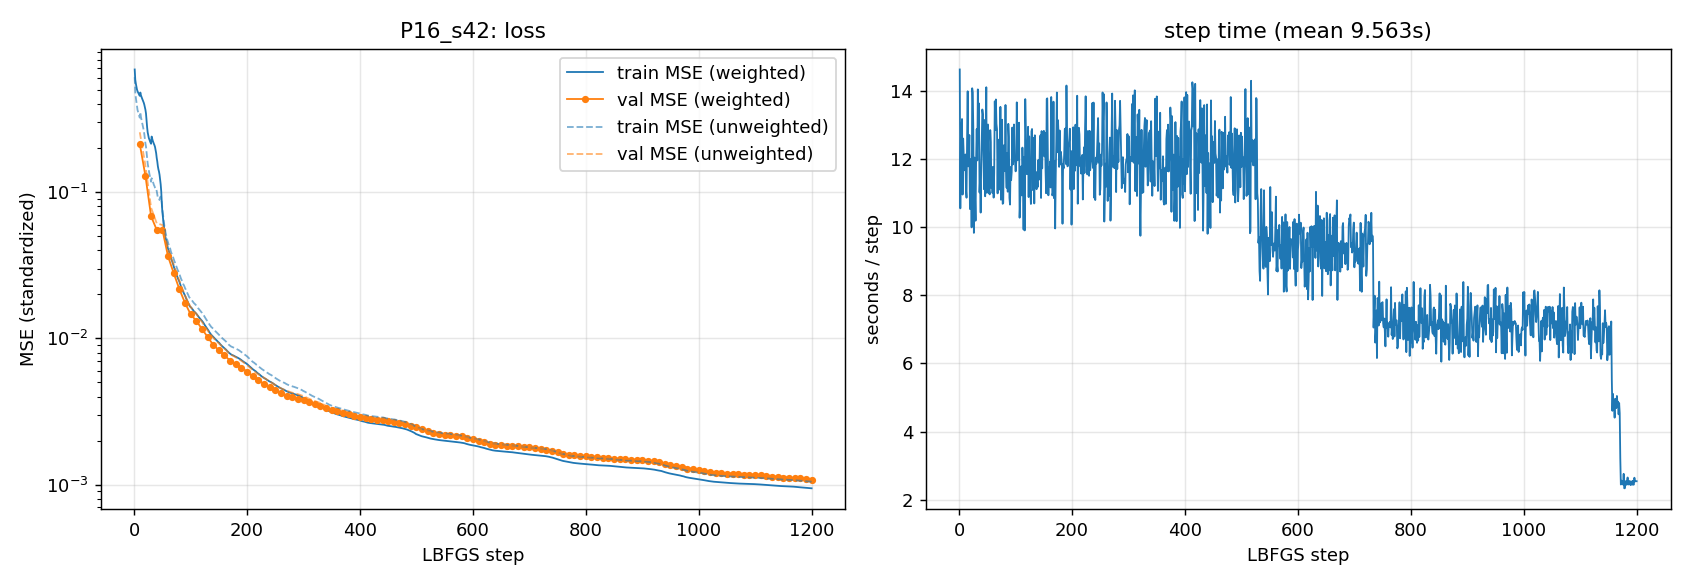 P16_s42: loss
MSE (standardized)
10⁻¹
10⁻²
10⁻³
train MSE (weighted)
val MSE (weighted)
train MSE (unweighted)
val MSE (unweighted)
0 200 400 600 800 1000 1200
LBFGS step
step time (mean 9.563s)
seconds / step
14
12
10
8
6
4
2
0 200 400 600 800 1000 1200
LBFGS step